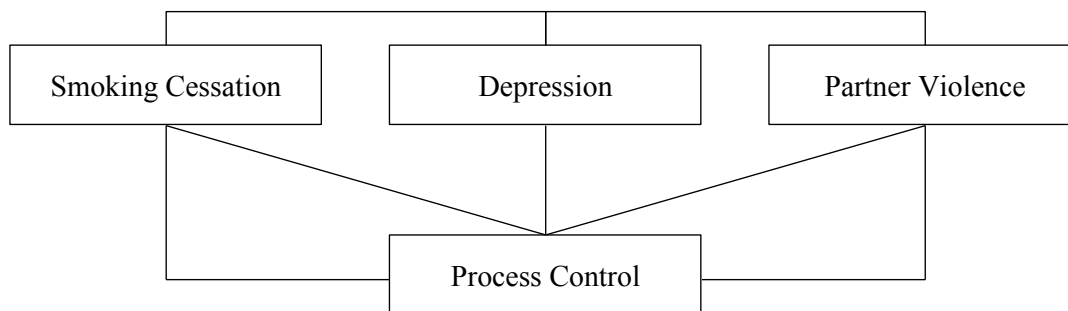 Smoking Cessation
Depression
Partner Violence
Process Control